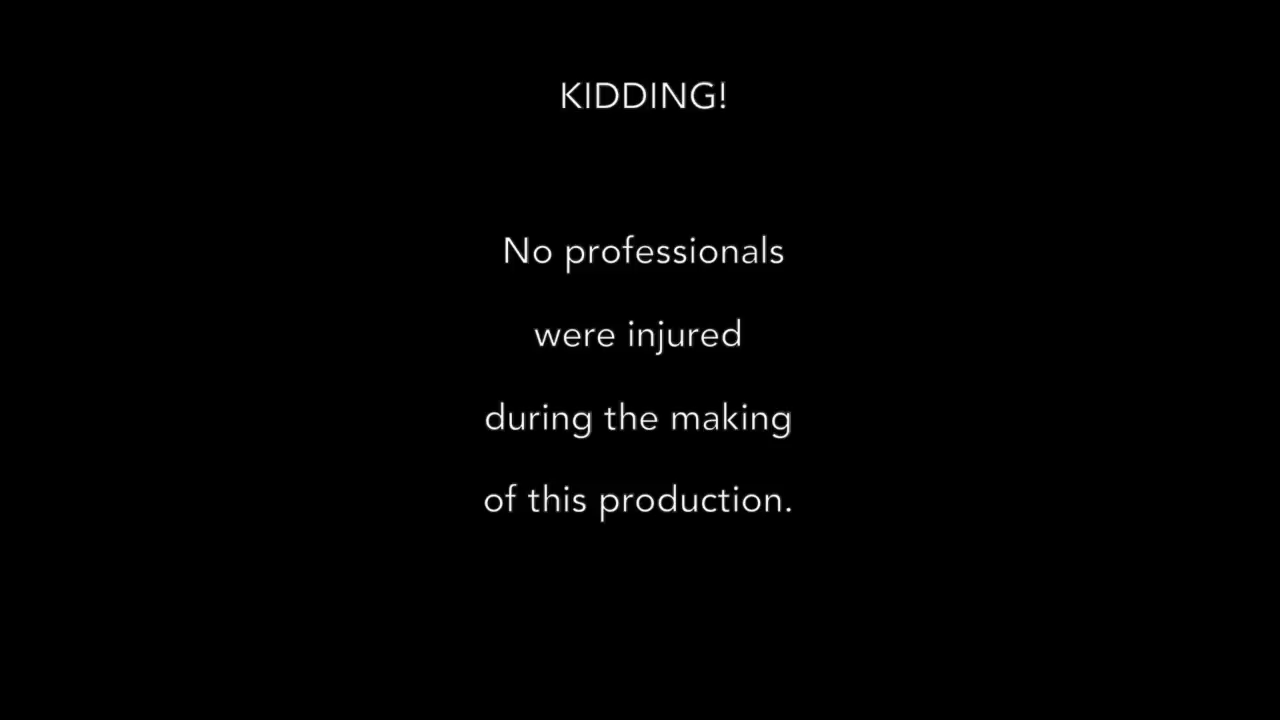 KIDDING!
No professionals
were injured
during the making
of this production.